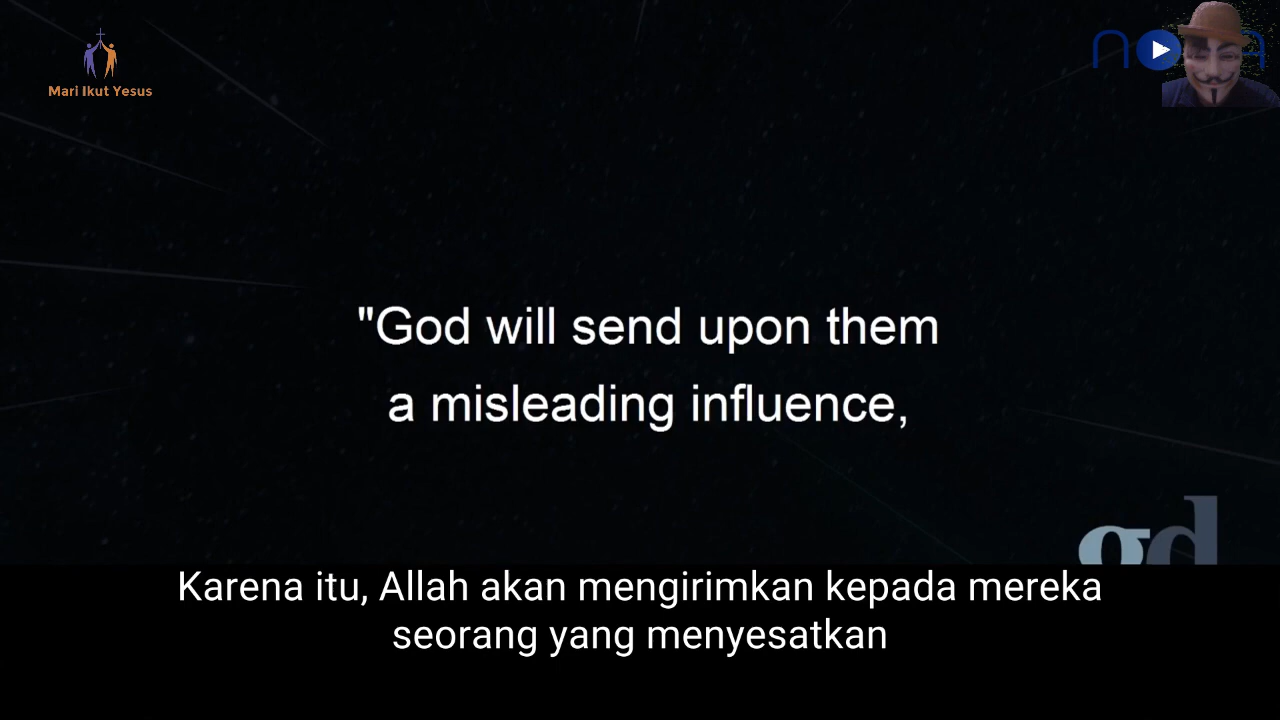 Mari Ikut Yesus
"God will send upon them
a misleading influence,
gd
Karena itu, Allah akan mengirimkan kepada mereka
seorang yang menyesatkan